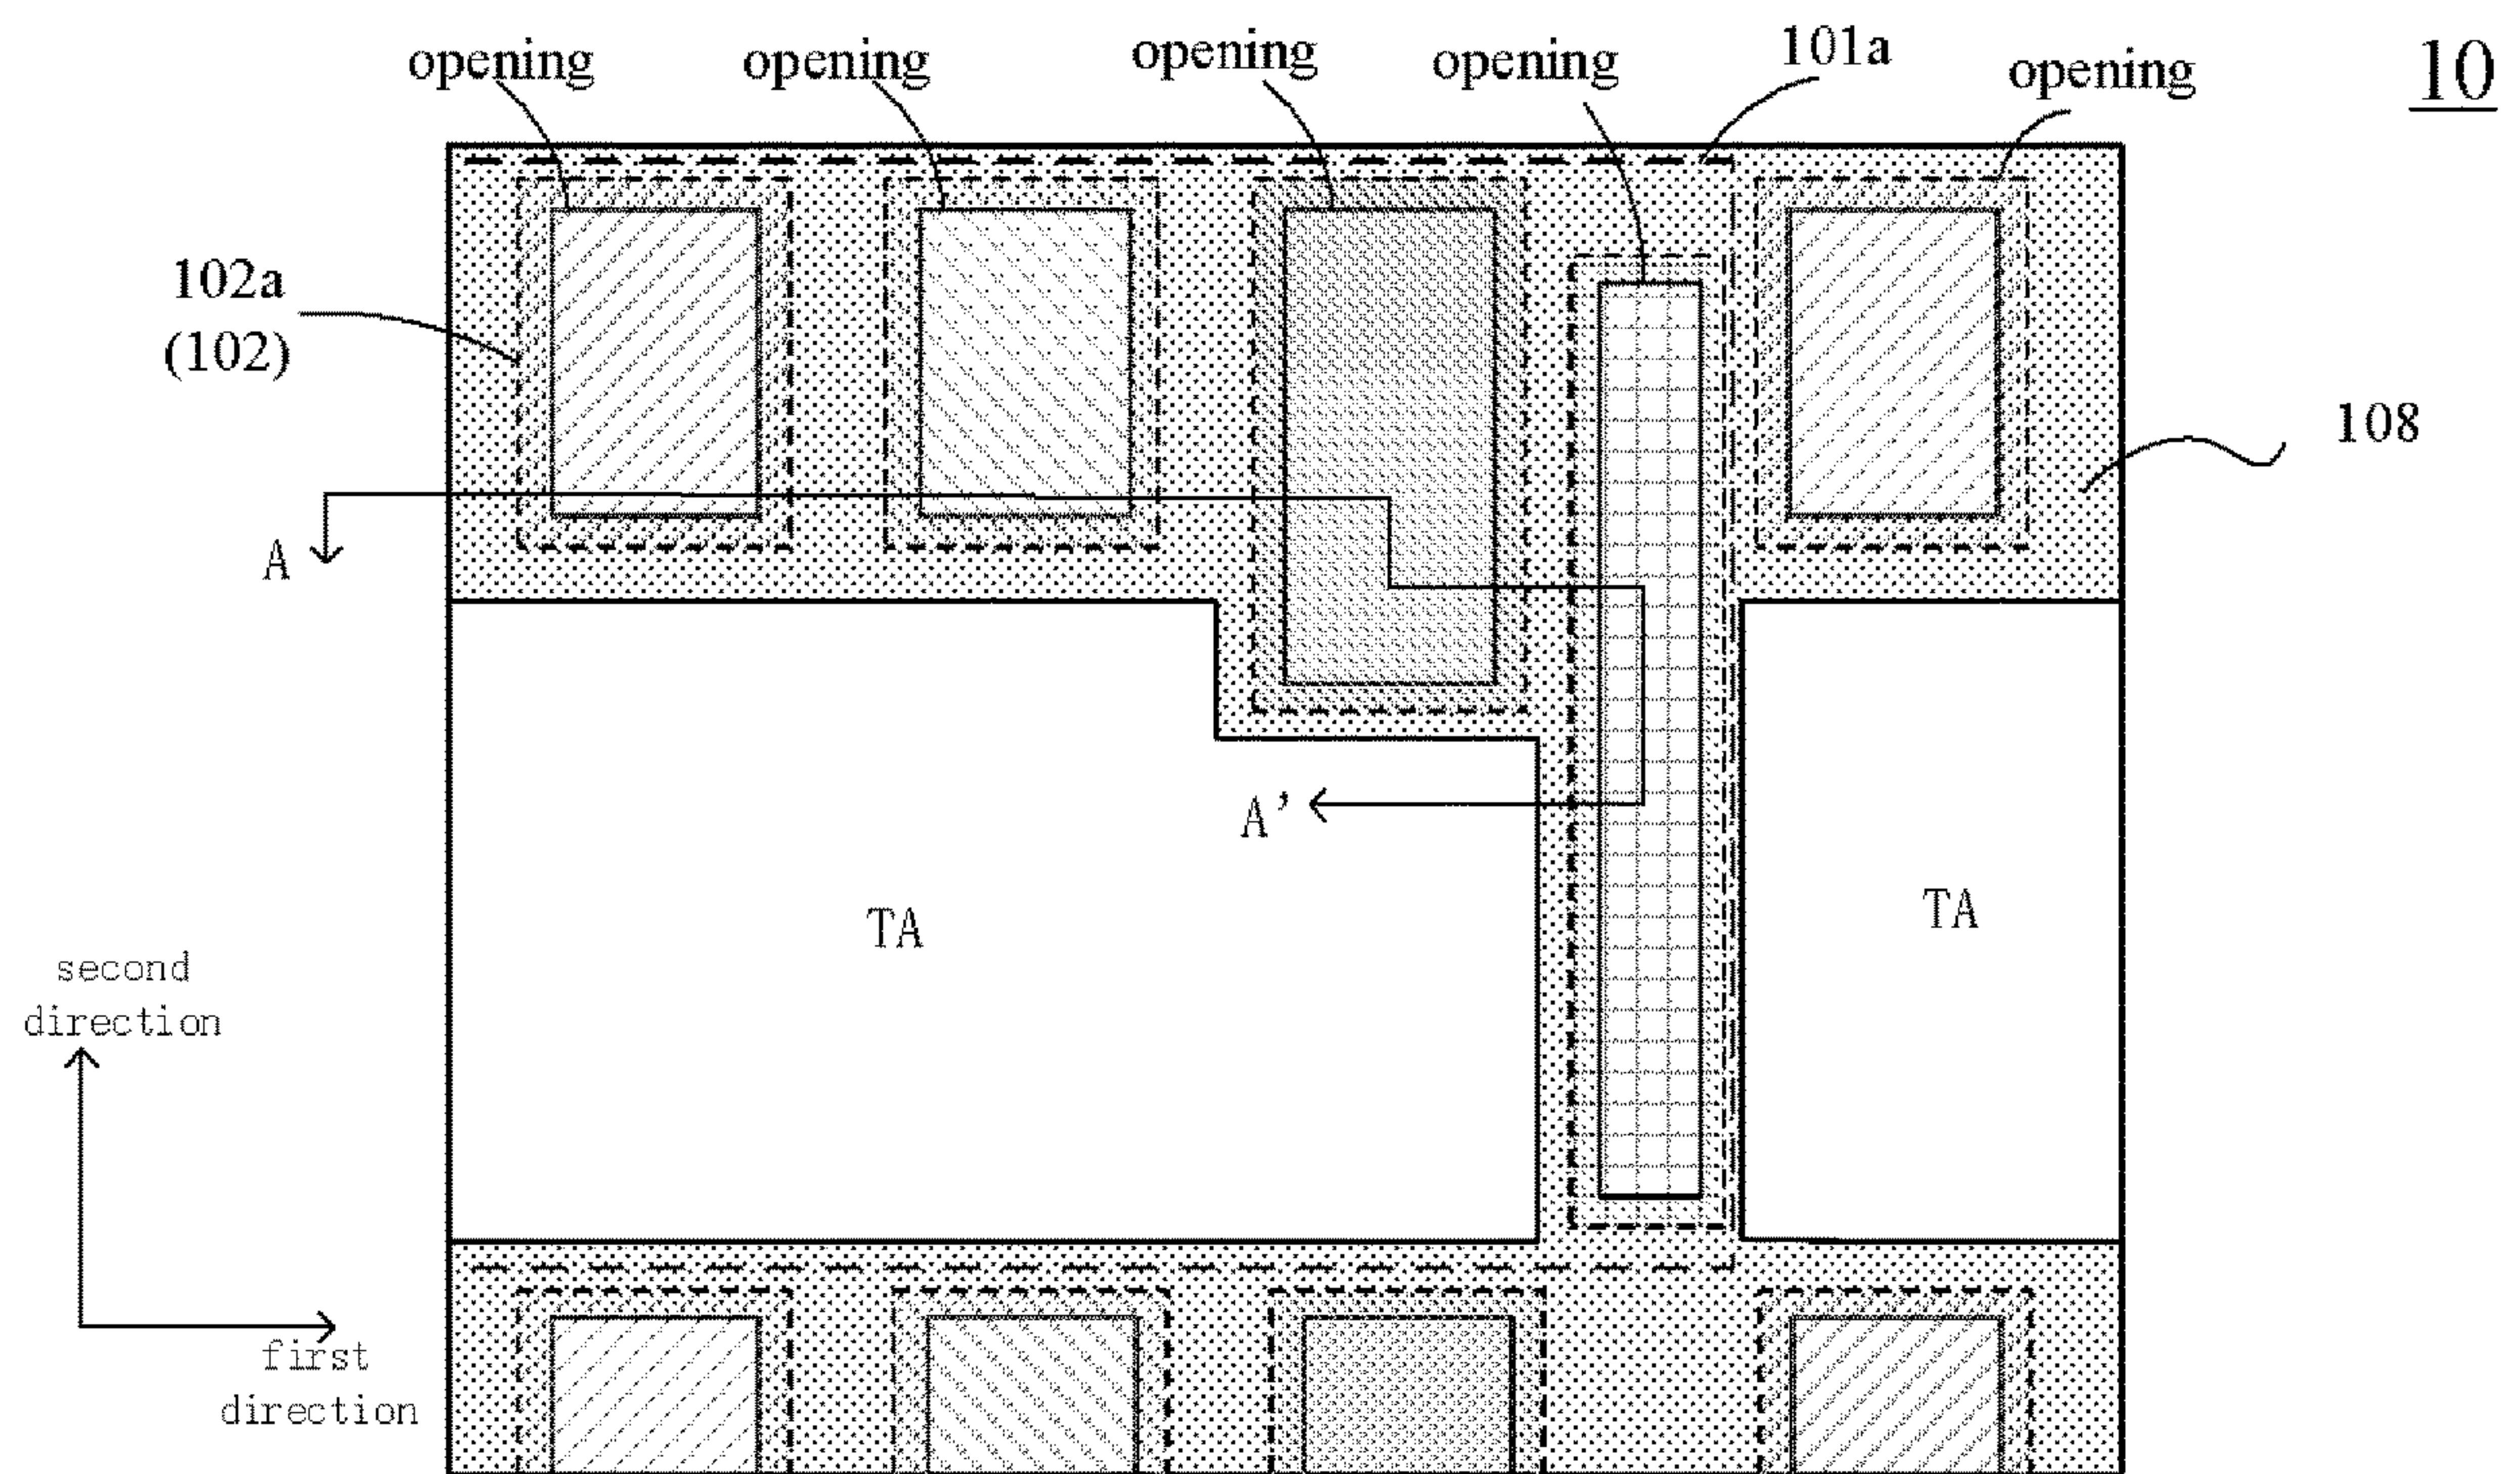 opening
opening
opening
opening
101a
opening
10
102a
(102)
108
A
A'
TA
TA
second
direction
first
direction